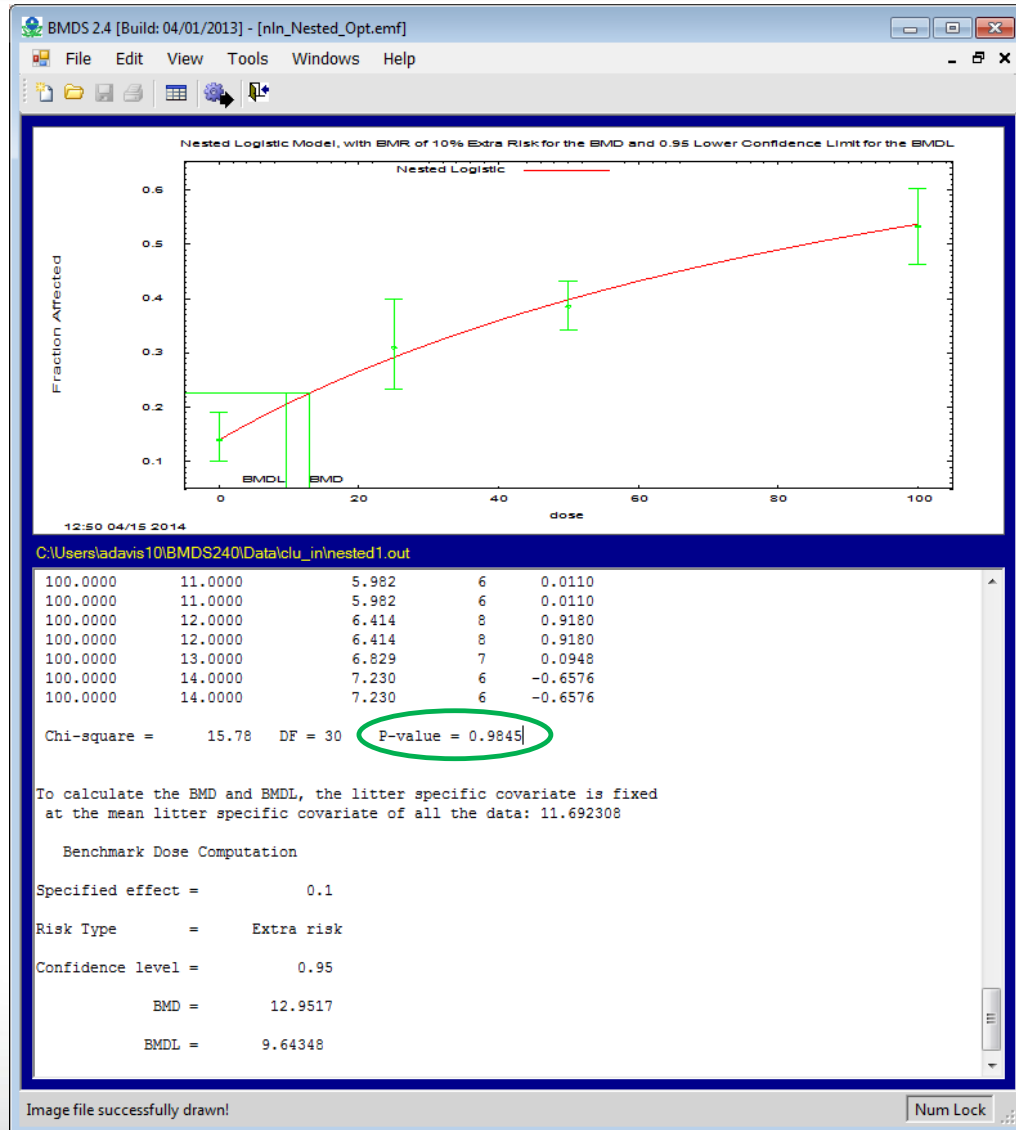 BMDS 2.4 [Build: 04/01/2013] - [nln_Nested_Opt.emf]
File Edit View Tools Windows Help
Nested Logistic Model, with BMR of 10% Extra Risk for the BMD and 0.95 Lower Confidence Limit for the BMDL
Nested Logistic
0.6
0.5
0.4
0.3
0.2
0.1
Fraction Affected
BMDL BMD
0 20 40 60 80 100
dose
12:50 04/15 2014
C:\Users\adavis10\BMDS240\Data\clu_in\nested1.out
100.0000 11.0000 5.982 6 0.0110
100.0000 11.0000 5.982 6 0.0110
100.0000 12.0000 6.414 8 0.9180
100.0000 12.0000 6.414 8 0.9180
100.0000 13.0000 6.829 7 0.0948
100.0000 14.0000 7.230 6 -0.6576
100.0000 14.0000 7.230 6 -0.6576
Chi-square = 15.78 DF = 30 P-value = 0.9845
To calculate the BMD and BMDL, the litter specific covariate is fixed
at the mean litter specific covariate of all the data: 11.692308
Benchmark Dose Computation
Specified effect = 0.1
Risk Type = Extra risk
Confidence level = 0.95
BMD = 12.9517
BMDL = 9.64348
Image file successfully drawn! Num Lock